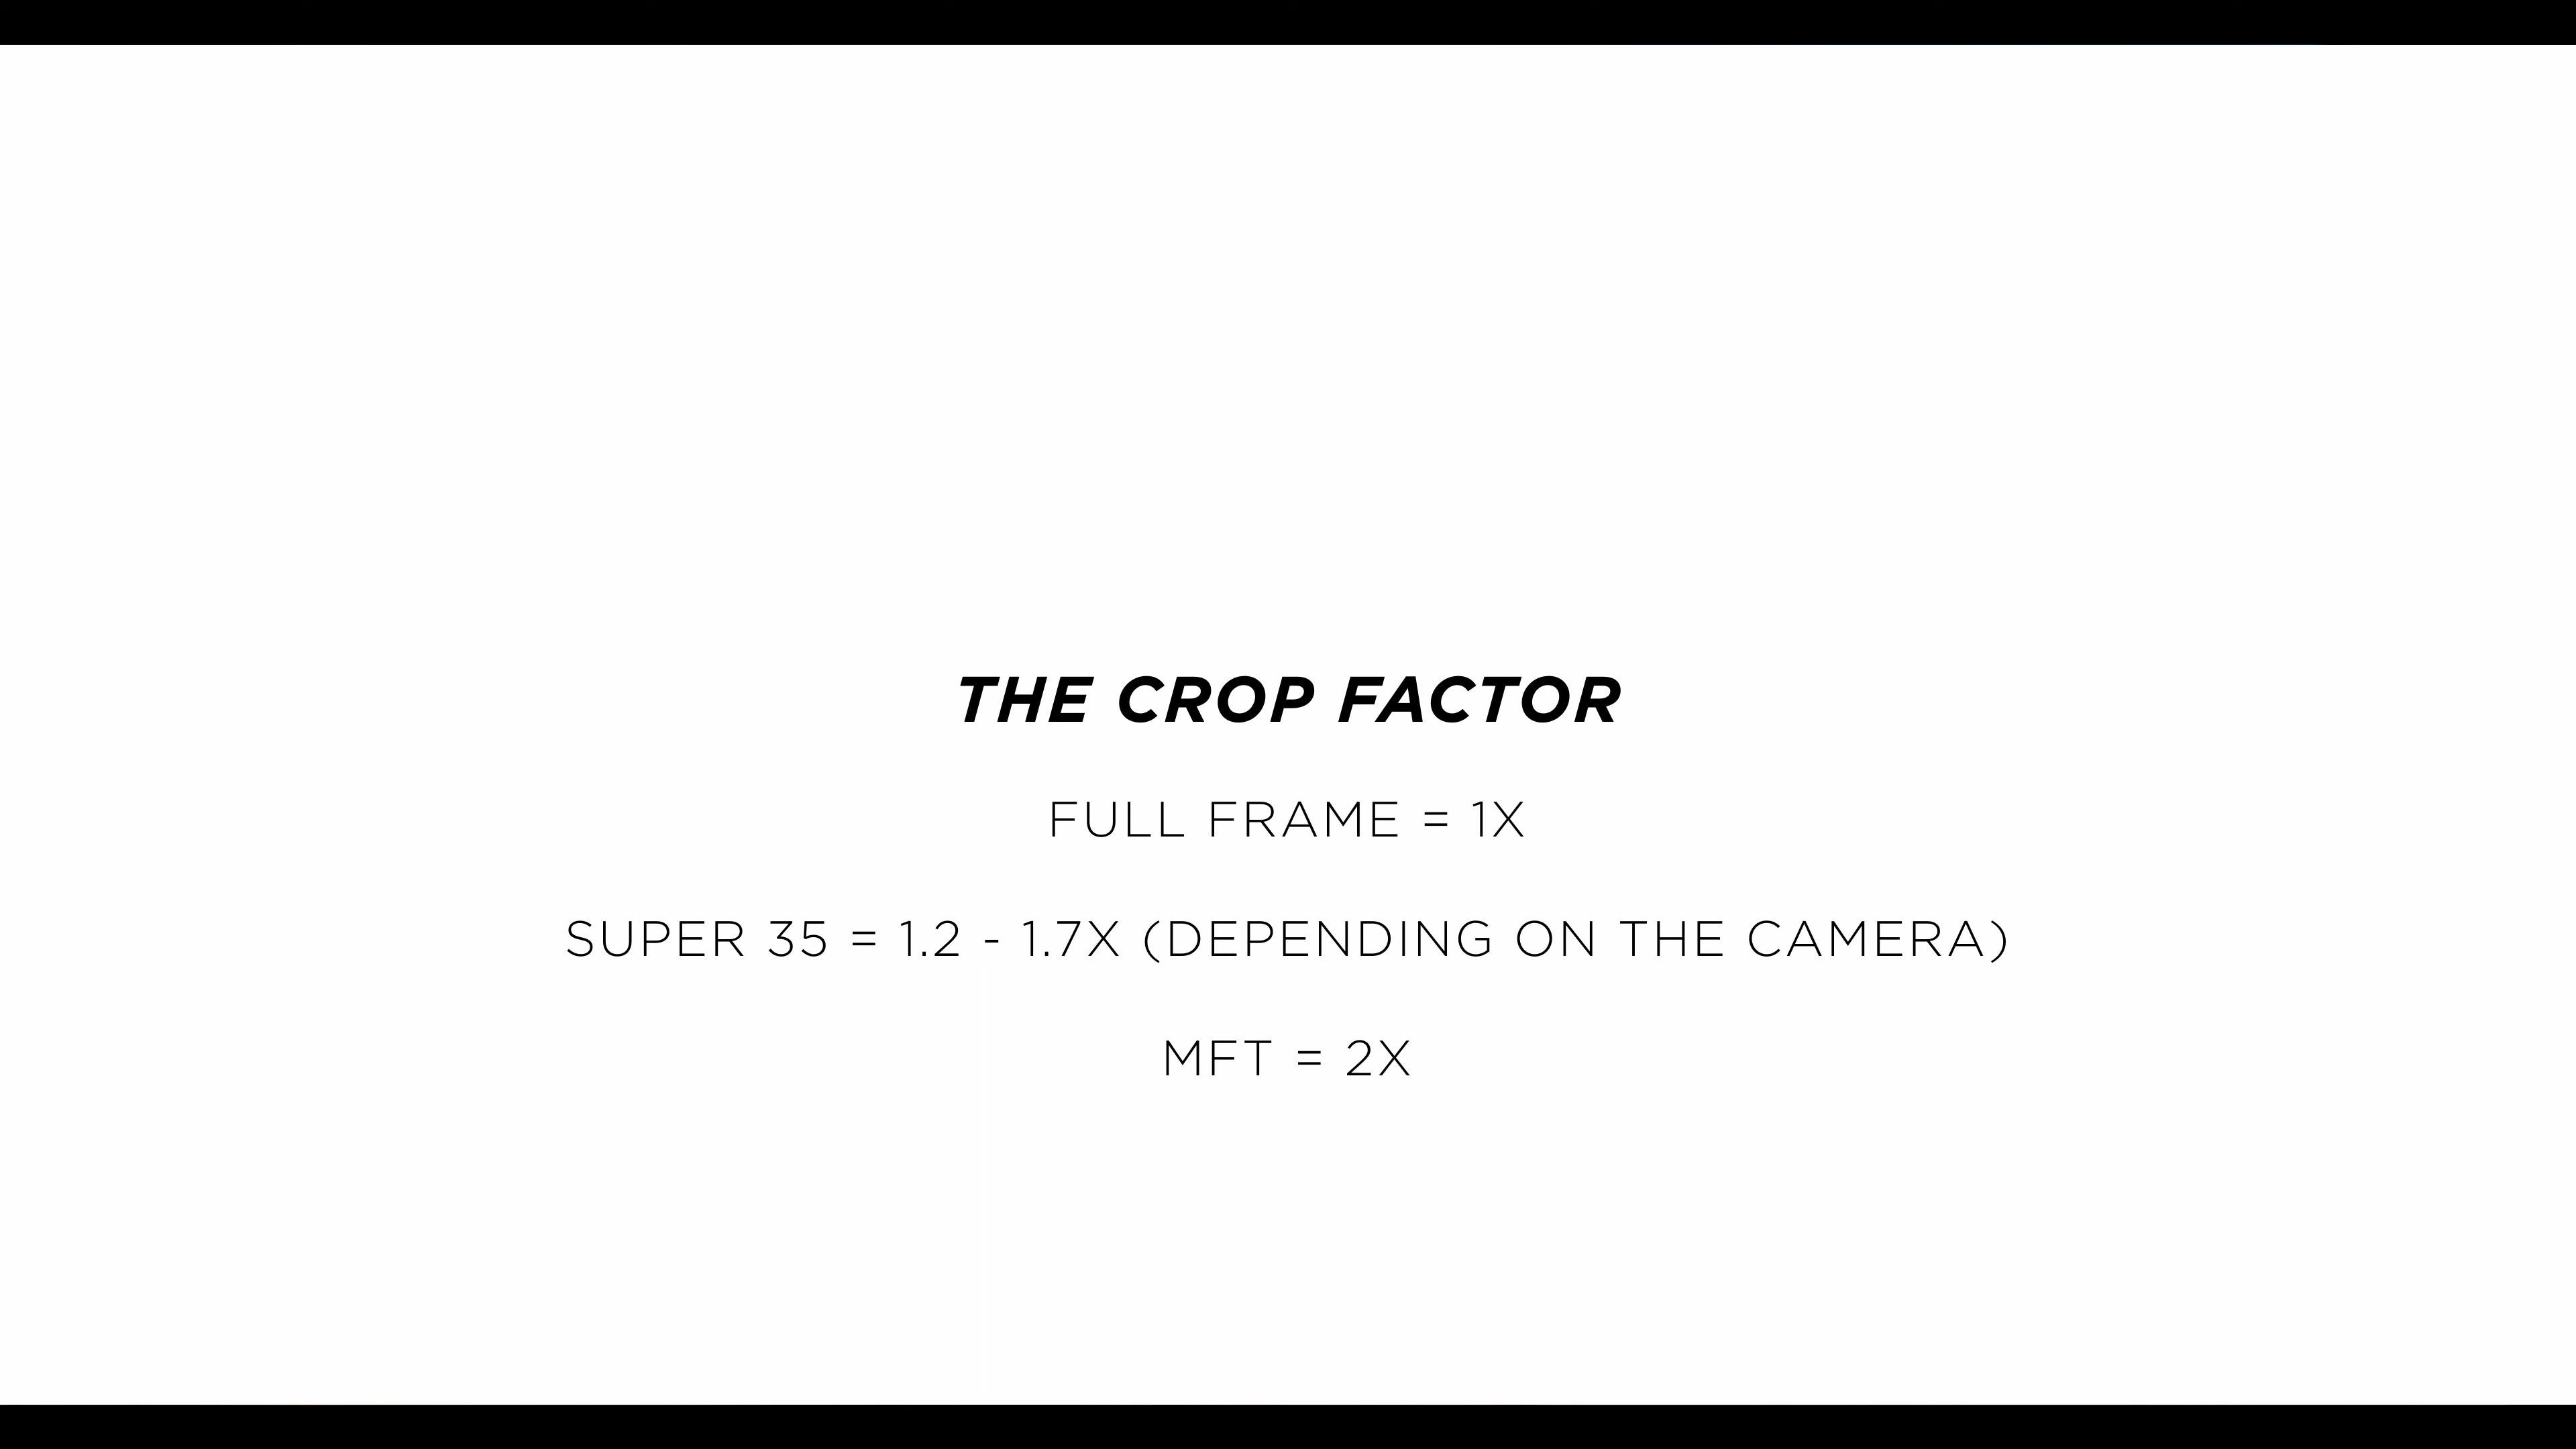 THE CROP FACTOR
FULL FRAME = 1X
SUPER 35 = 1.2 - 1.7X (DEPENDING ON THE CAMERA)
MFT = 2X